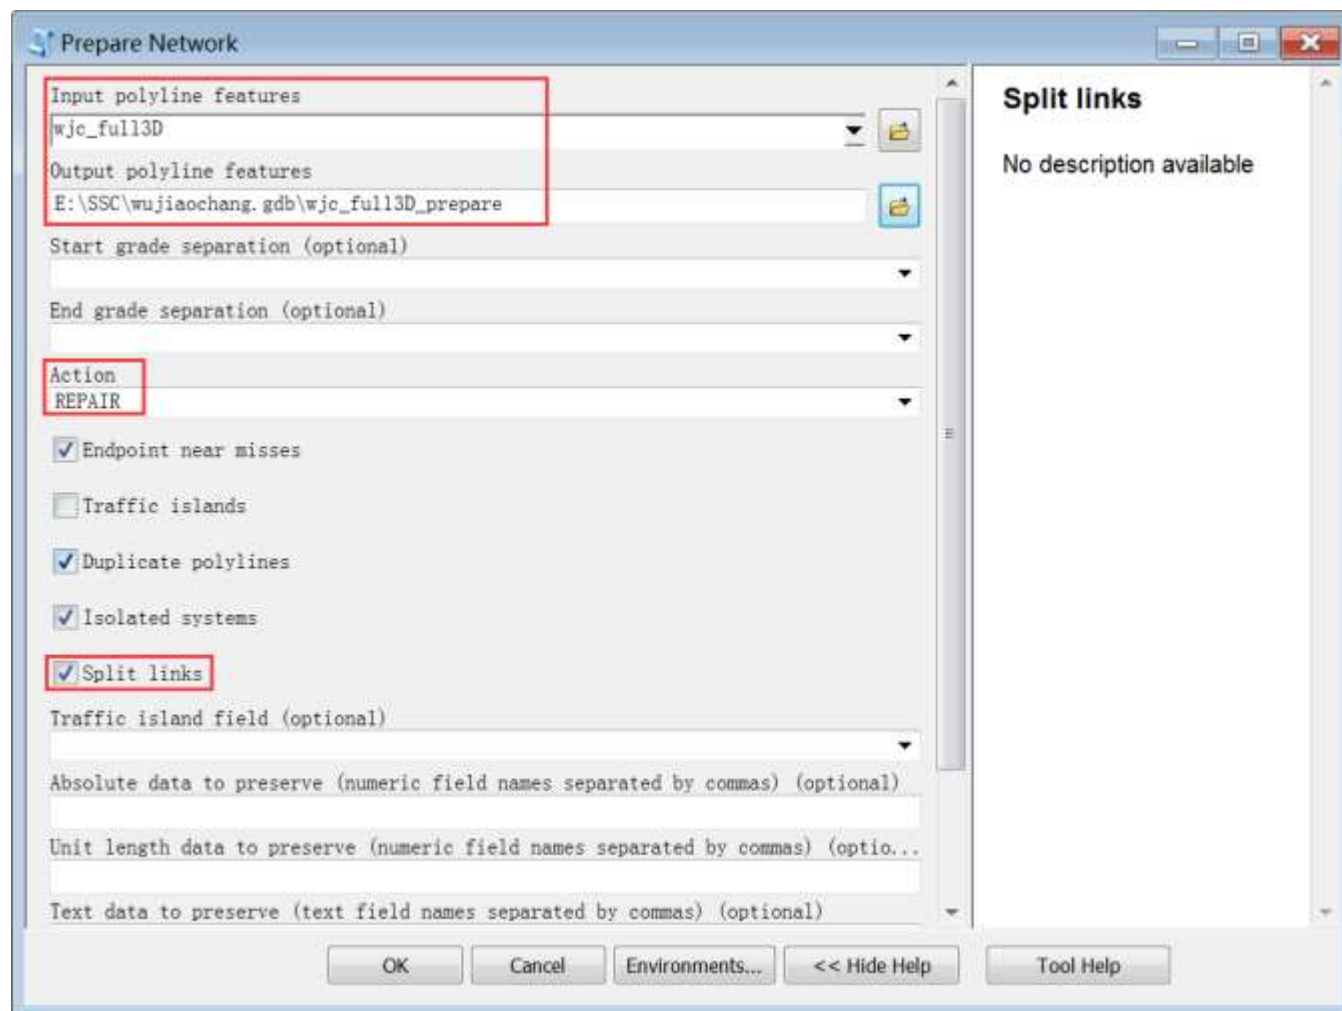 Prepare Network
Input polyline features
wjc_full3D
Output polyline features
E:\SSC\wujiaochang.gdb\wjc_full3D_prepare
Start grade separation (optional)
End grade separation (optional)
Action
REPAIR
Endpoint near misses
Traffic islands
Duplicate polylines
Isolated systems
Split links
Traffic island field (optional)
Absolute data to preserve (numeric field names separated by commas) (optional)
Unit length data to preserve (numeric field names separated by commas) (optio...
Text data to preserve (text field names separated by commas) (optional)
Split links
No description available
OK
Cancel
Environments...
<< Hide Help
Tool Help